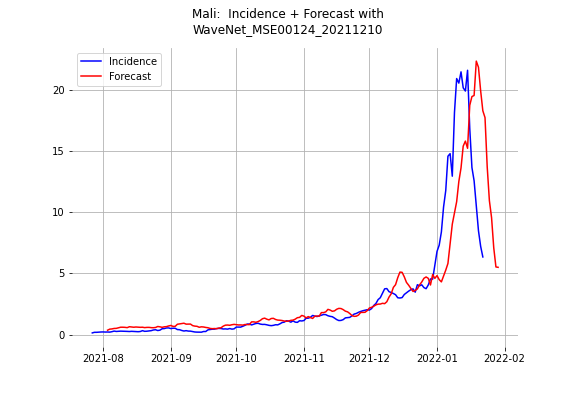 Mali:  Incidence + Forecast with
WaveNet_MSE00124_20211210
Incidence
Forecast
20
15
10
5
0
2021-08 2021-09 2021-10 2021-11 2021-12 2022-01 2022-02